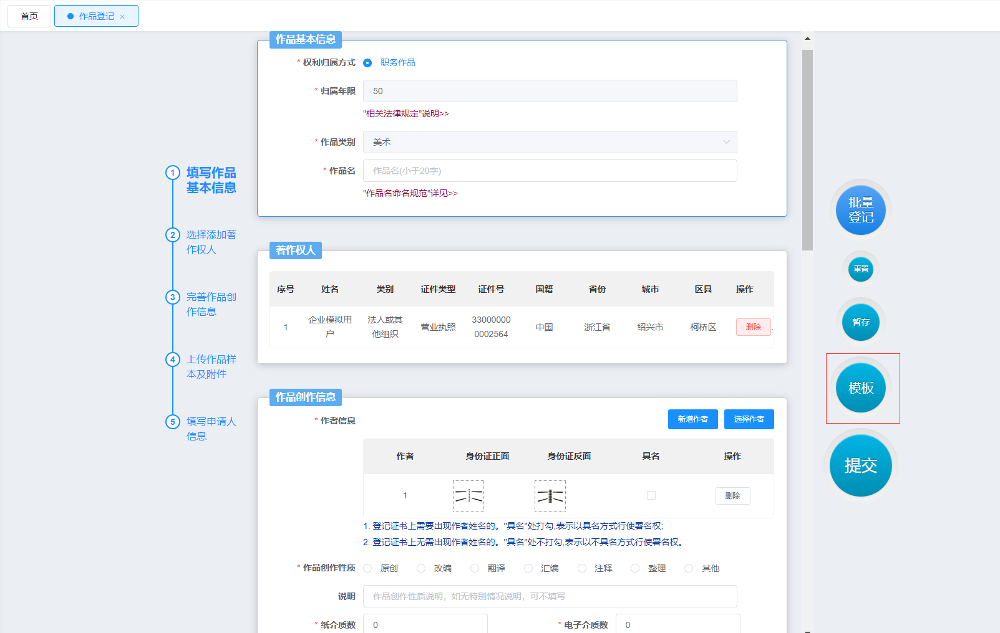 首页
作品登记 ×
作品基本信息
* 权利归属方式 职务作品
* 归属年限 50
"相关法律规定"说明>>
* 作品类别 美术
* 作品名 作品名(小于20字)
"作品名命名规范"详见>>
1 填写作品
基本信息
2 选择添加著
作权人
3 完善作品创
作信息
4 上传作品样
本及附件
5 填写申请人
信息
著作权人
序号 姓名 类别 证件类型 证件号 国籍 省份 城市 区县 操作
1 企业模拟用
户 法人或其
他组织 营业执照 33000000
0002564 中国 浙江省 绍兴市 柯桥区 删除
作品创作信息
* 作者信息 新增作者 选择作者
作者 身份证正面 身份证反面 具名 操作
1 删除
1. 登记证书上需要出现作者姓名的。"具名"处打勾,表示以具名方式行使署名权;
2. 登记证书上无需出现作者姓名的。"具名"处不打勾,表示以不具名方式行使署名权。
* 作品创作性质 原创 改编 翻译 汇编 注释 整理 其他
说明 作品创作性质说明，如无特别情况说明，可不填写
* 纸介质数 0 * 电子介质数 0
批量
登记
重置
暂存
模板
提交